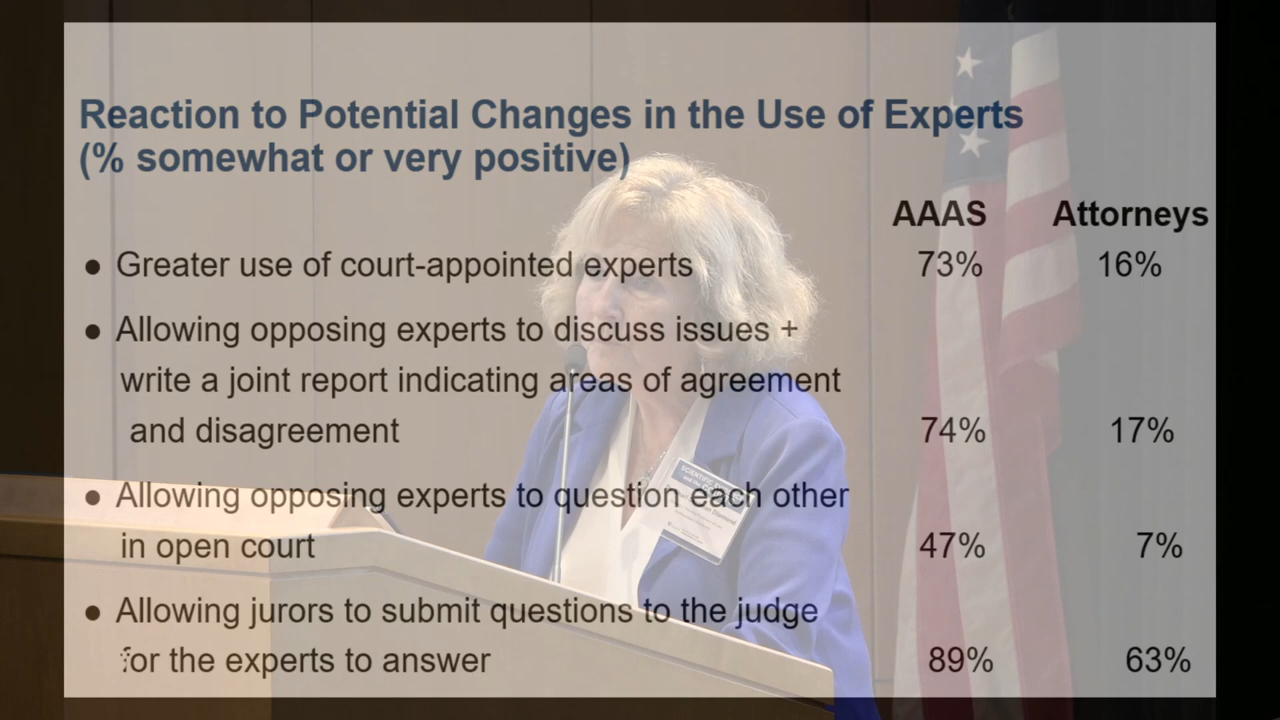 Reaction to Potential Changes in the Use of Experts
(% somewhat or very positive)
AAAS Attorneys
● Greater use of court-appointed experts 73% 16%
● Allowing opposing experts to discuss issues +
write a joint report indicating areas of agreement
and disagreement 74% 17%
● Allowing opposing experts to question each other
in open court 47% 7%
● Allowing jurors to submit questions to the judge
for the experts to answer 89% 63%
SCIENTIFIC